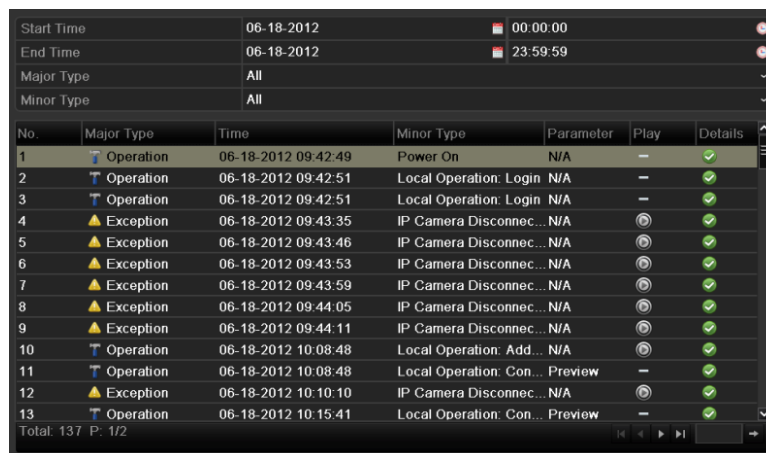 Start Time 06-18-2012 00:00:00
End Time 06-18-2012 23:59:59
Major Type All
Minor Type All
No. Major Type Time Minor Type Parameter Play Details
1 Operation 06-18-2012 09:42:49 Power On N/A –
2 Operation 06-18-2012 09:42:51 Local Operation: Login N/A –
3 Operation 06-18-2012 09:42:51 Local Operation: Login N/A –
4 Exception 06-18-2012 09:43:35 IP Camera Disconnec... N/A
5 Exception 06-18-2012 09:43:46 IP Camera Disconnec... N/A
6 Exception 06-18-2012 09:43:53 IP Camera Disconnec... N/A
7 Exception 06-18-2012 09:43:59 IP Camera Disconnec... N/A
8 Exception 06-18-2012 09:44:05 IP Camera Disconnec... N/A
9 Exception 06-18-2012 09:44:11 IP Camera Disconnec... N/A
10 Operation 06-18-2012 10:08:48 Local Operation: Add... N/A
11 Operation 06-18-2012 10:08:48 Local Operation: Con... Preview –
12 Exception 06-18-2012 10:10:10 IP Camera Disconnec... N/A
13 Operation 06-18-2012 10:15:41 Local Operation: Con... Preview –
Total: 137 P: 1/2